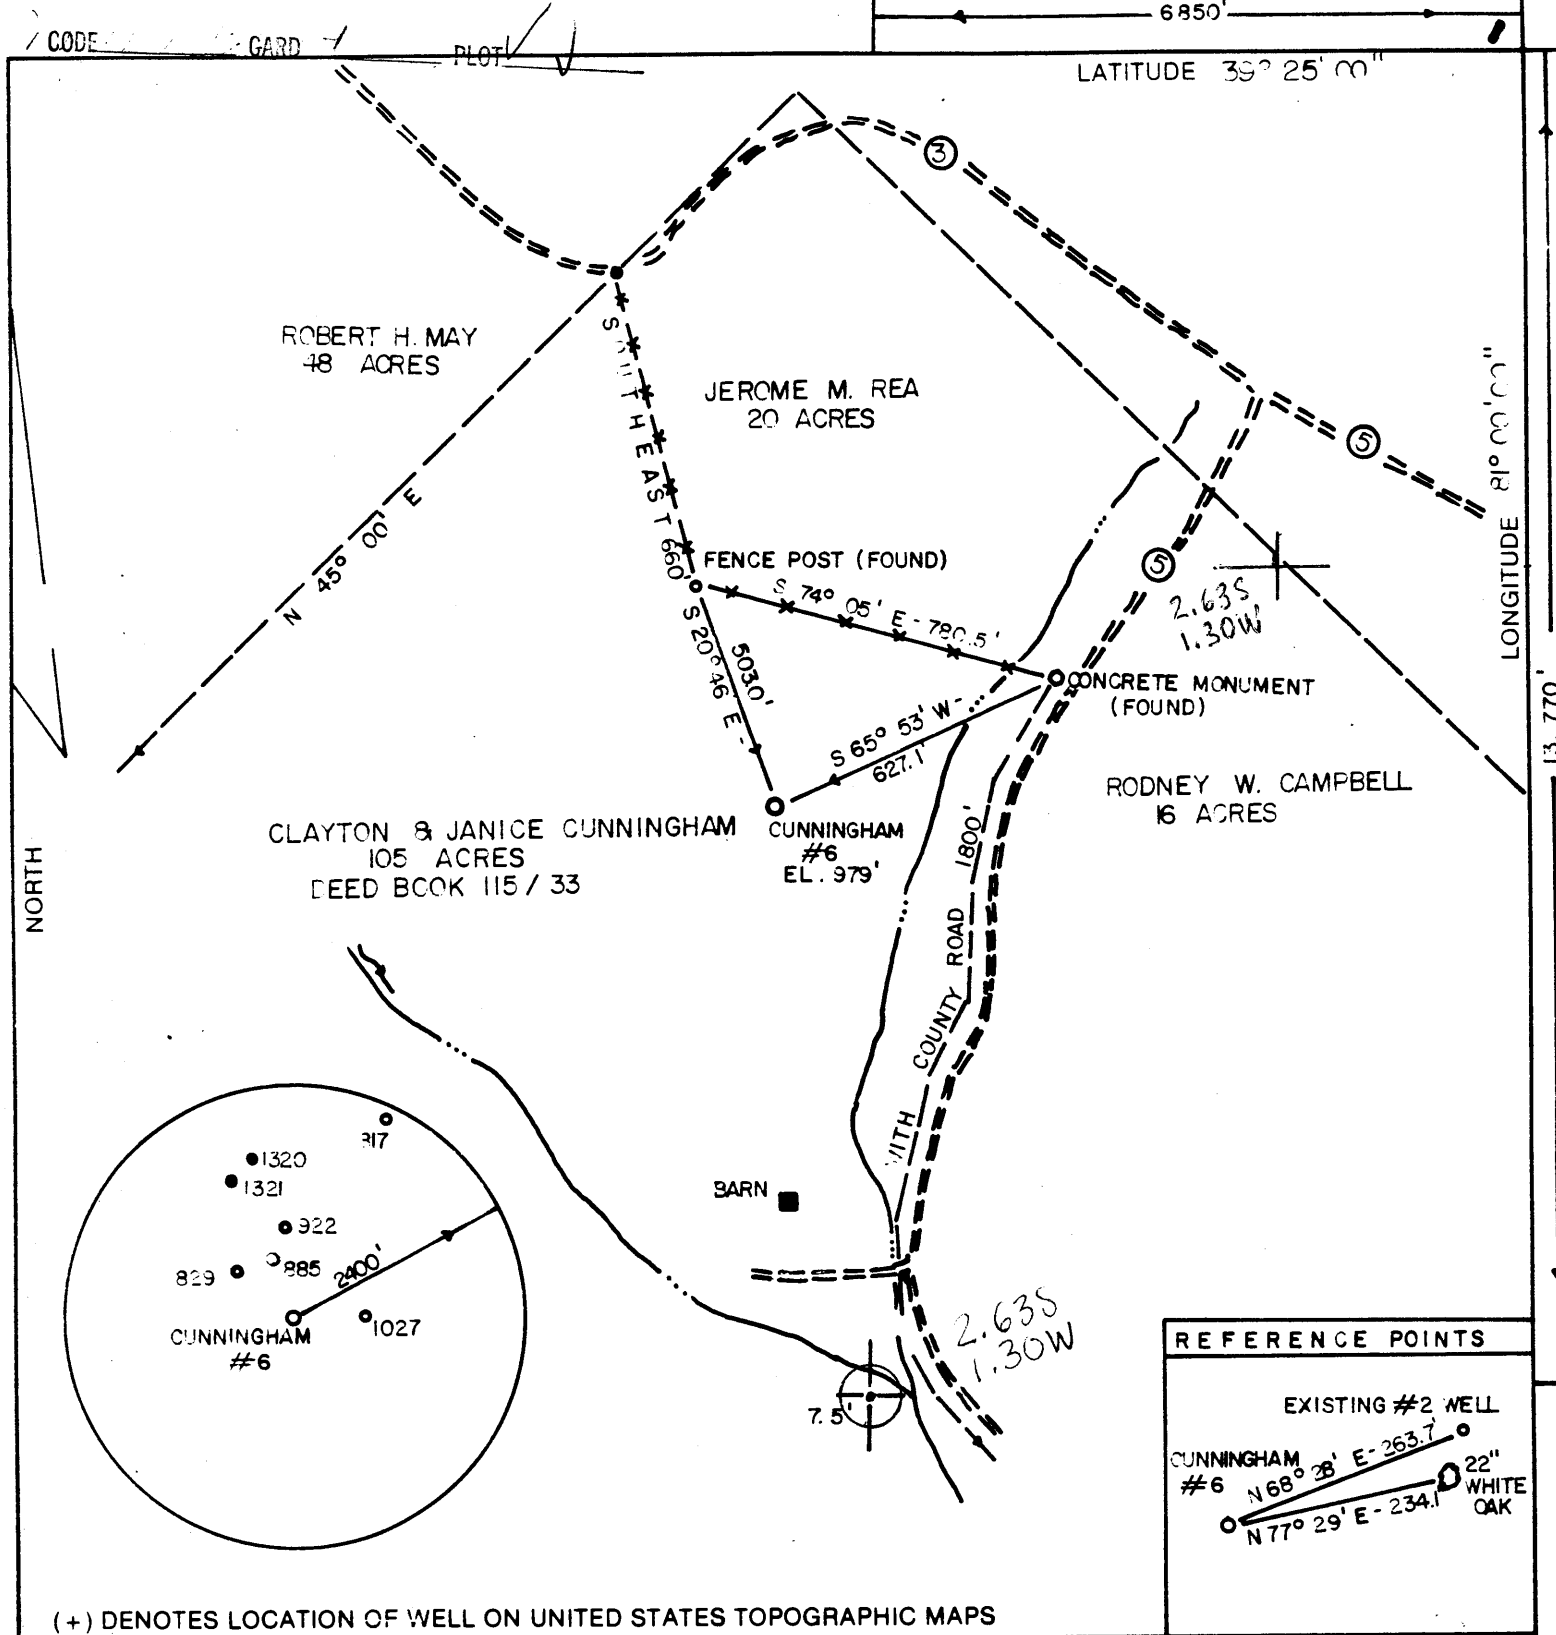 6850'
CODE GARD PLOT
LATITUDE 39° 25' 00"
3
ROBERT H. MAY
48 ACRES
SOUTHEAST 660'
JEROME M. REA
20 ACRES
5
LONGITUDE 81° 00' 00"
N 45° 00' E
FENCE POST (FOUND)
5
S 74° 05' E - 780.5'
2.63S
1.30W
S 20° 46' E -
503.0'
CONCRETE MONUMENT
(FOUND)
13,770'
S 65° 53' W -
627.1'
RODNEY W. CAMPBELL
16 ACRES
CLAYTON & JANICE CUNNINGHAM
105 ACRES
DEED BOOK 115 / 33
CUNNINGHAM
#6
EL. 979'
NORTH
WITH COUNTY ROAD 1800'
317
1320
1321
922
885
829
2400'
1027
CUNNINGHAM
#6
BARN
2.63S
1.30W
7.5'
REFERENCE POINTS
EXISTING #2 WELL
CUNNINGHAM
#6
N 68° 28' E - 263.7'
22"
WHITE
OAK
N 77° 29' E - 234.1'
(+) DENOTES LOCATION OF WELL ON UNITED STATES TOPOGRAPHIC MAPS